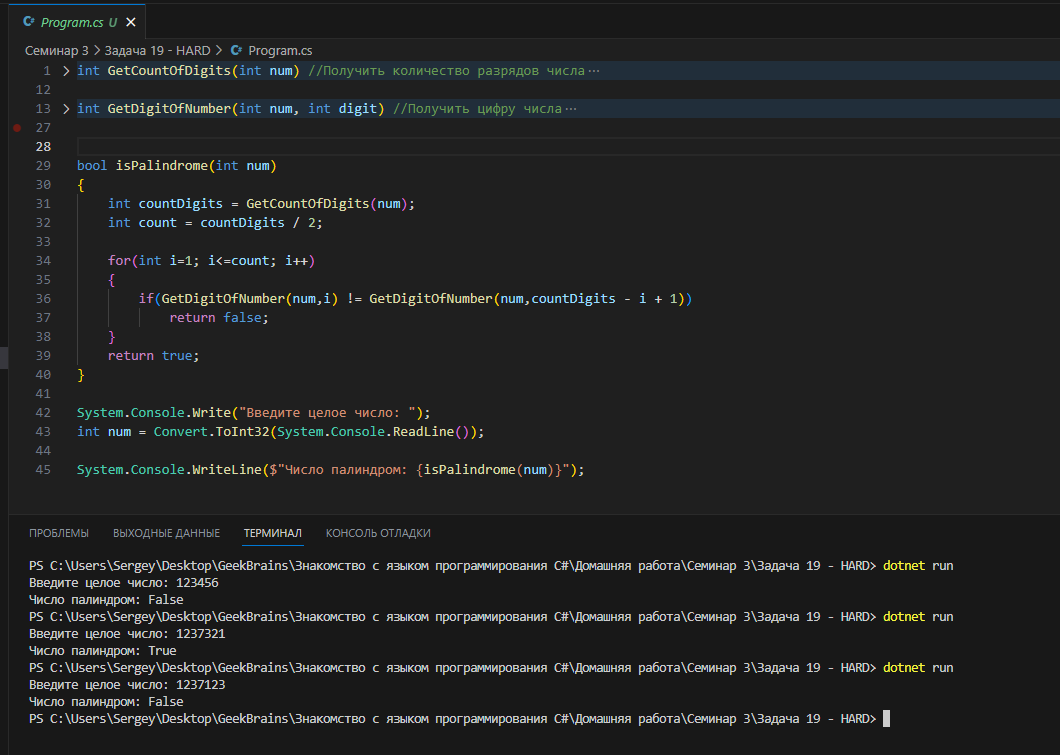 C# Program.cs U ×
Семинар 3 > Задача 19 - HARD > C# Program.cs
1 > int GetCountOfDigits(int num) //Получить количество разрядов числа ···
12
13 > int GetDigitOfNumber(int num, int digit) //Получить цифру числа ···
27
28
29 bool isPalindrome(int num)
30 {
31 int countDigits = GetCountOfDigits(num);
32 int count = countDigits / 2;
33
34 for(int i=1; i<=count; i++)
35 {
36 if(GetDigitOfNumber(num,i) != GetDigitOfNumber(num,countDigits - i + 1))
37 return false;
38 }
39 return true;
40 }
41
42 System.Console.Write("Введите целое число: ");
43 int num = Convert.ToInt32(System.Console.ReadLine());
44
45 System.Console.WriteLine($"Число палиндром: {isPalindrome(num)}");
ПРОБЛЕМЫ ВЫХОДНЫЕ ДАННЫЕ ТЕРМИНАЛ КОНСОЛЬ ОТЛАДКИ
PS C:\Users\Sergey\Desktop\GeekBrains\Знакомство с языком программирования C#\Домашняя работа\Семинар 3\Задача 19 - HARD> dotnet run
Введите целое число: 123456
Число палиндром: False
PS C:\Users\Sergey\Desktop\GeekBrains\Знакомство с языком программирования C#\Домашняя работа\Семинар 3\Задача 19 - HARD> dotnet run
Введите целое число: 1237321
Число палиндром: True
PS C:\Users\Sergey\Desktop\GeekBrains\Знакомство с языком программирования C#\Домашняя работа\Семинар 3\Задача 19 - HARD> dotnet run
Введите целое число: 1237123
Число палиндром: False
PS C:\Users\Sergey\Desktop\GeekBrains\Знакомство с языком программирования C#\Домашняя работа\Семинар 3\Задача 19 - HARD>